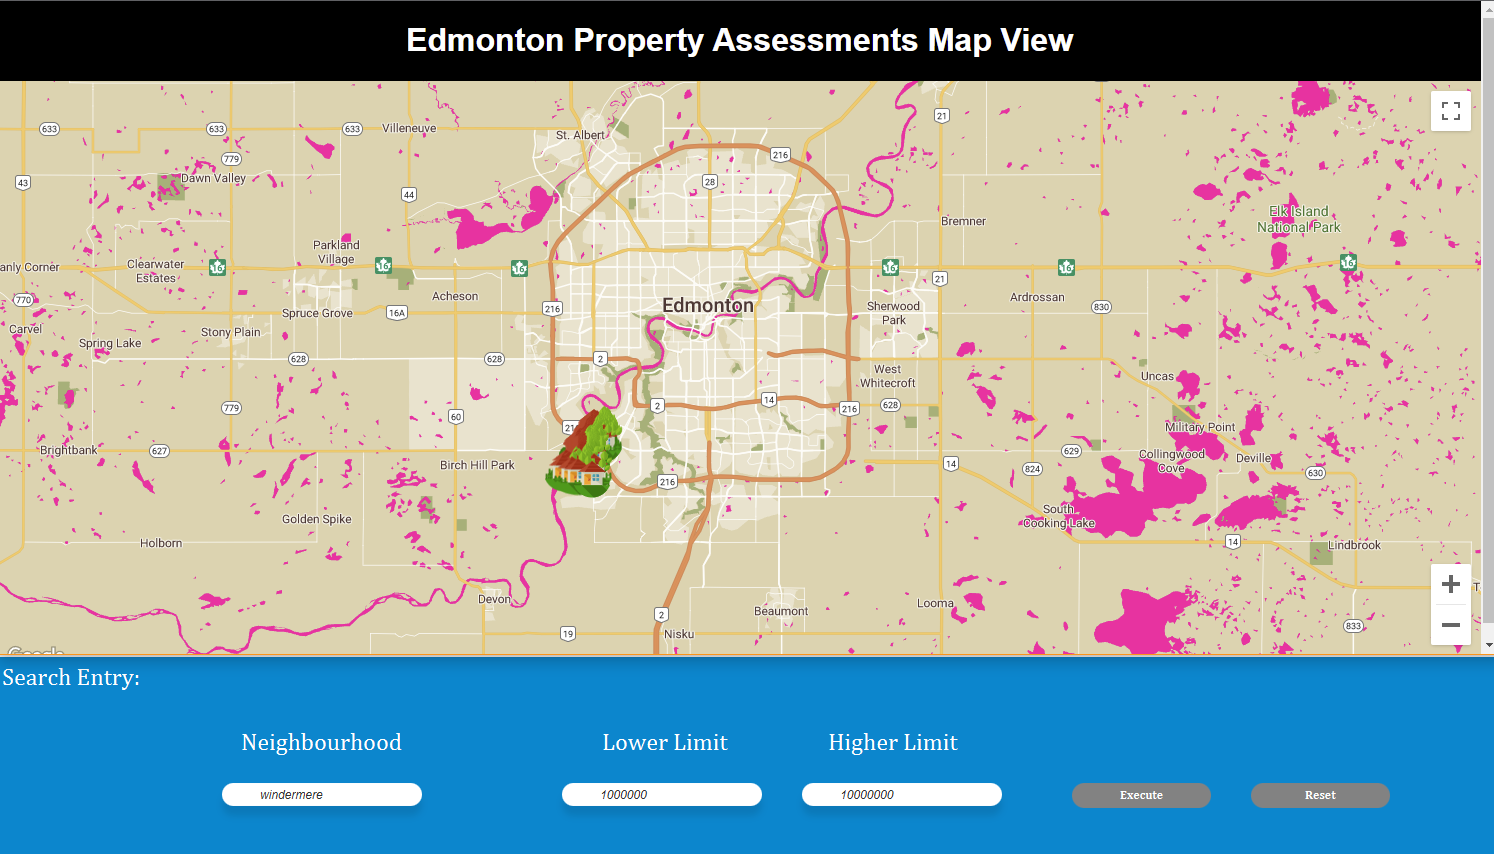 Edmonton Property Assessments Map View
21
633
633
633
Villeneuve
St. Albert
216
779
Dawn Valley
43
28
44
Elk Island
National Park
Bremner
Parkland
Village
Clearwater
Estates
anly Corner
16
16
16
16
16
16
21
770
Acheson
Ardrossan
Edmonton
Sherwood
Park
830
Spruce Grove
16A
216
Carvel
Stony Plain
Spring Lake
628
628
2
West
Whitecroft
Uncas
779
60
2
14
216
628
21
Military Point
Brightbank
627
Birch Hill Park
216
14
824
629
Collingwood
Cove
Deville
630
Golden Spike
South
Cooking Lake
Holborn
14
Lindbrook
Devon
Beaumont
Looma
T
2
19
Nisku
833
Google
Search Entry:
Neighbourhood
Lower Limit
Higher Limit
windermere
1000000
10000000
Execute
Reset